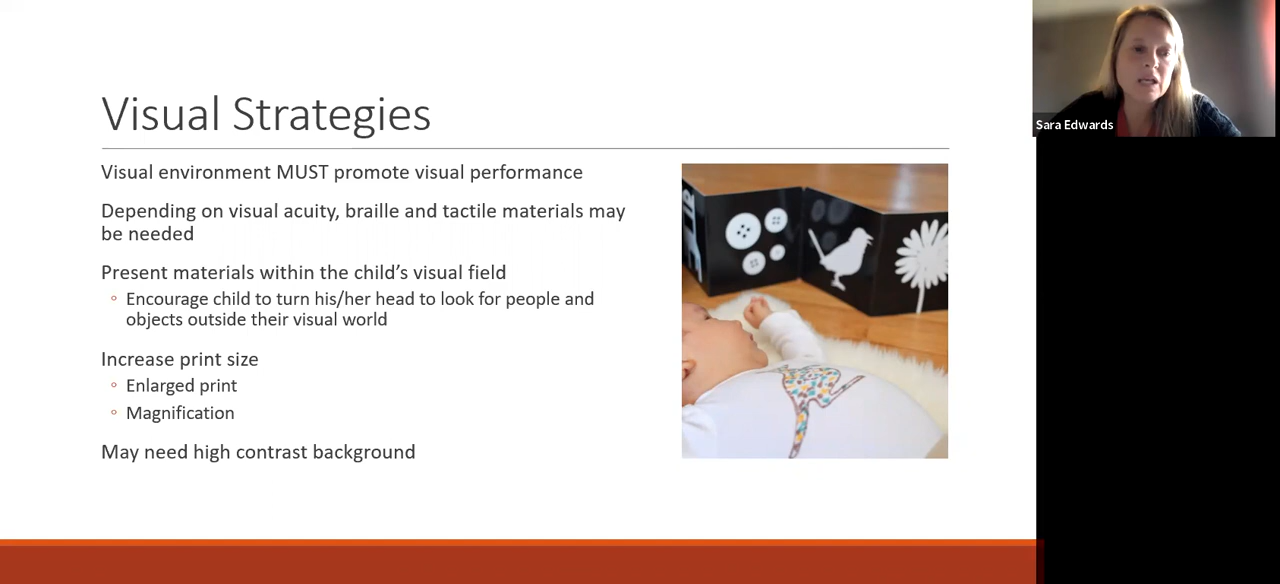 Visual Strategies
Visual environment MUST promote visual performance
Depending on visual acuity, braille and tactile materials may
be needed
Present materials within the child's visual field
◦ Encourage child to turn his/her head to look for people and
objects outside their visual world
Increase print size
◦ Enlarged print
◦ Magnification
May need high contrast background
Sara Edwards